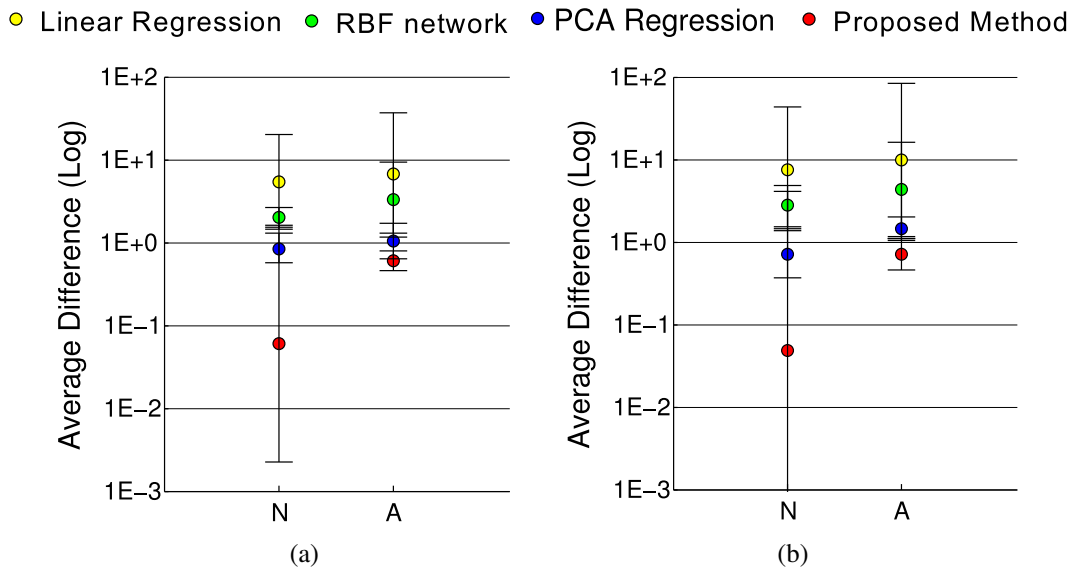 Linear Regression RBF network PCA Regression Proposed Method
Average Difference (Log)
1E+2
1E+1
1E+0
1E−1
1E−2
1E−3
N A
(a)
Average Difference (Log)
1E+2
1E+1
1E+0
1E−1
1E−2
1E−3
N A
(b)